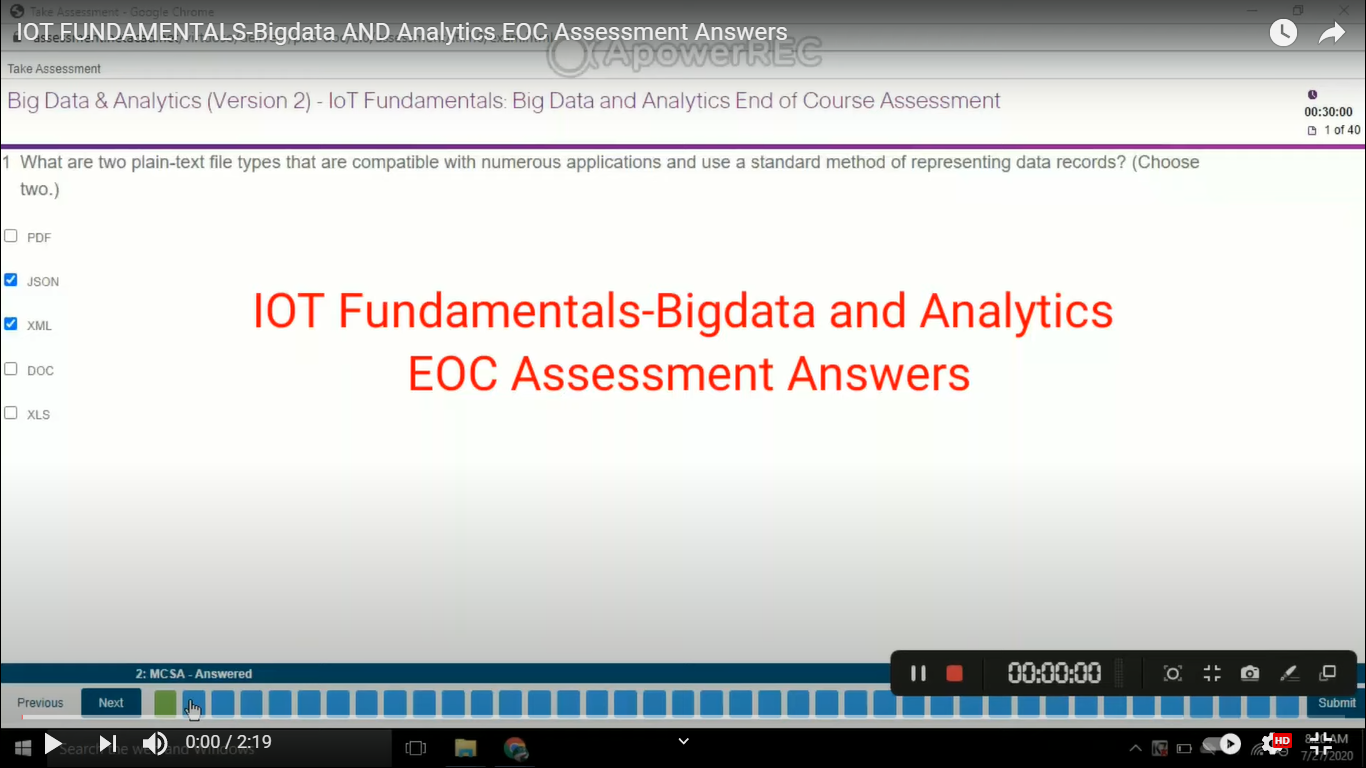 Take Assessment - Google Chrome
IOT FUNDAMENTALS-Bigdata AND Analytics EOC Assessment Answers
ApowerREC
Take Assessment
Big Data & Analytics (Version 2) - IoT Fundamentals: Big Data and Analytics End of Course Assessment
00:30:00
1 of 40
1 What are two plain-text file types that are compatible with numerous applications and use a standard method of representing data records? (Choose
two.)
PDF
JSON
XML
DOC
XLS
IOT Fundamentals-Bigdata and Analytics
EOC Assessment Answers
2: MCSA - Answered
00:00:00
Previous
Next
Submit
0:00 / 2:19
Search the web and Windows
HD
AM
7/27/2020